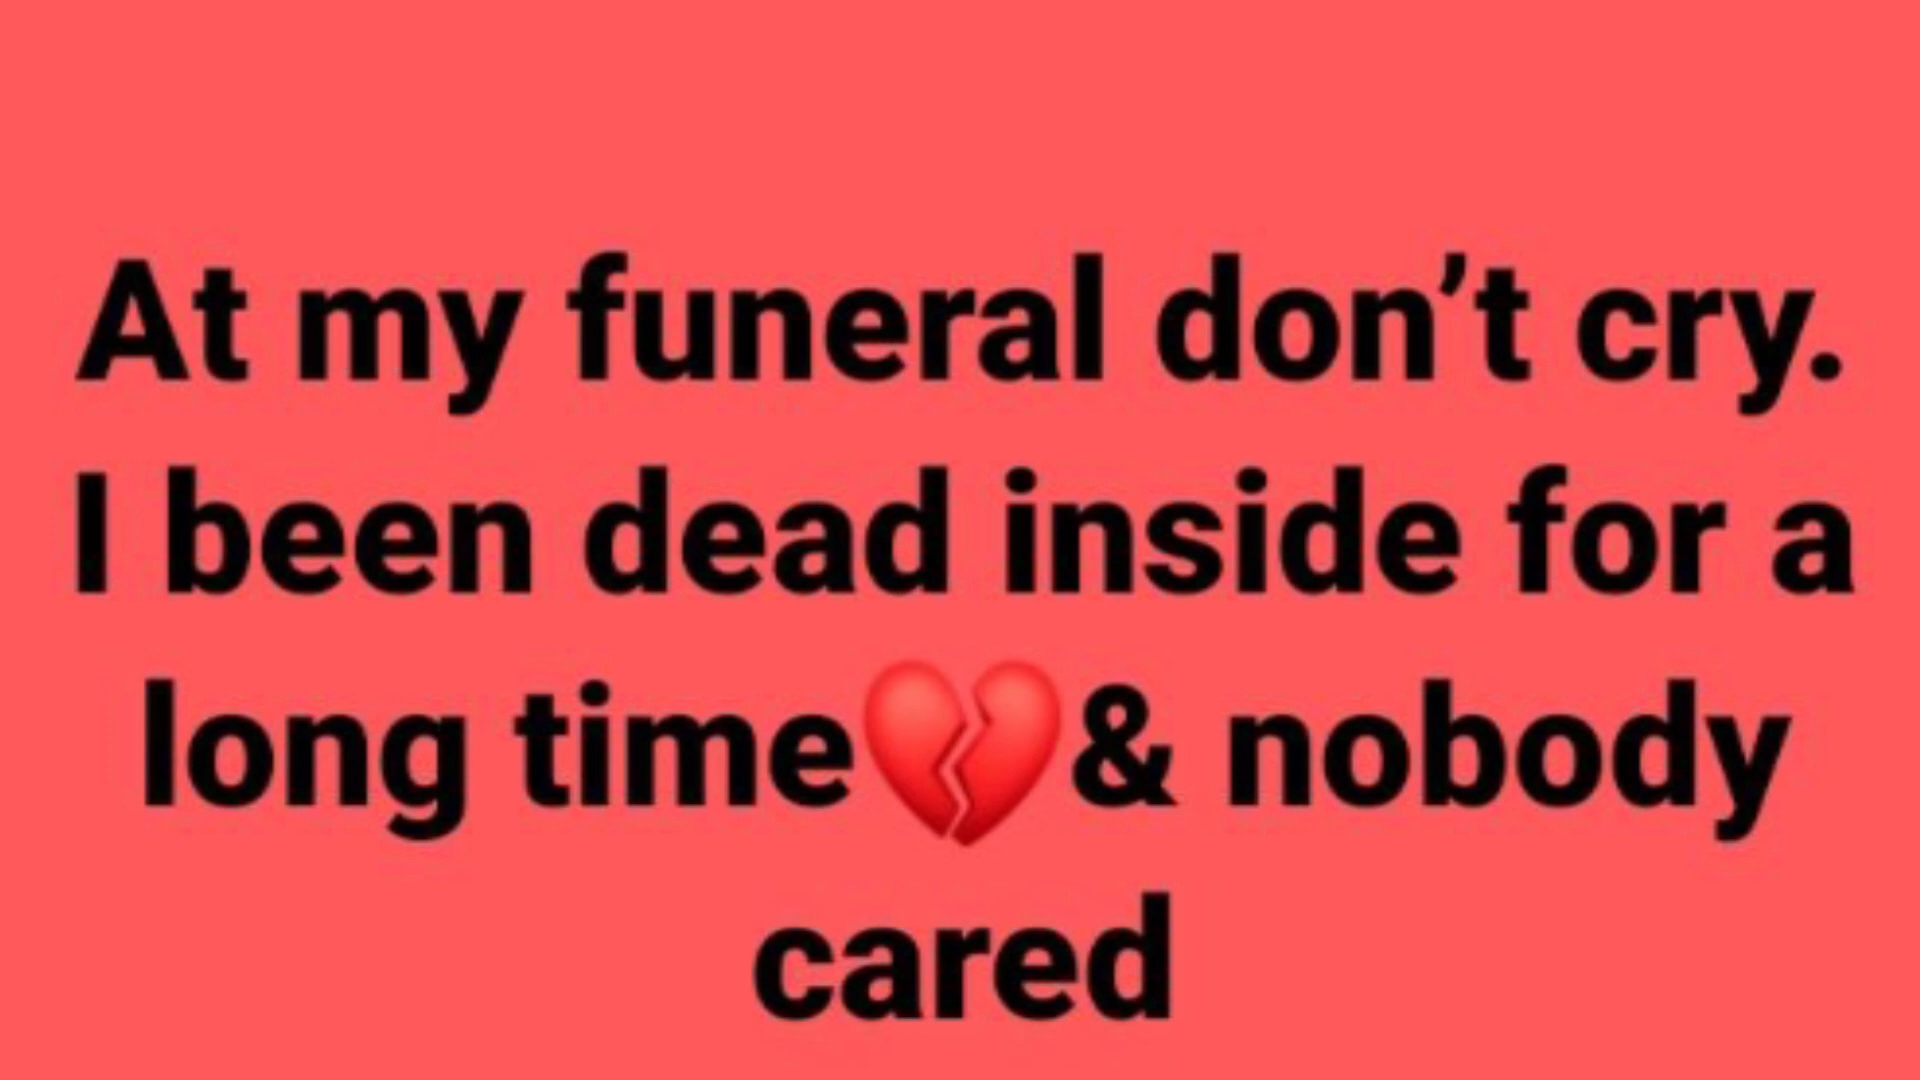 At my funeral don’t cry.
I been dead inside for a
long time💔& nobody
cared